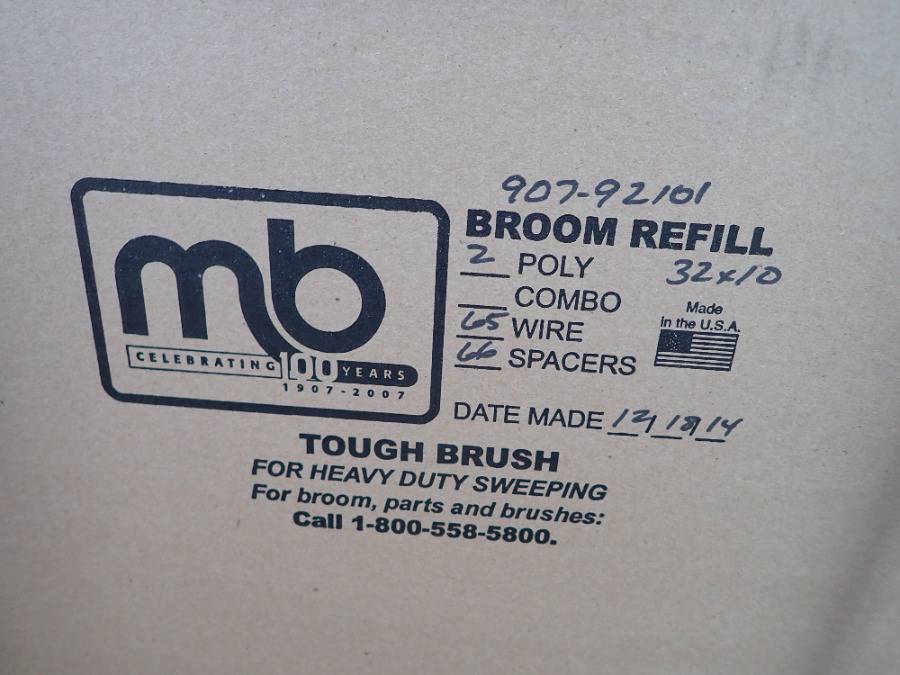 mb
CELEBRATING 100 YEARS
1907-2007
907-92101
BROOM REFILL
2 POLY 32x10
COMBO
65 WIRE
66 SPACERS
Made
in the U.S.A.
DATE MADE 12/18/14
TOUGH BRUSH
FOR HEAVY DUTY SWEEPING
For broom, parts and brushes:
Call 1-800-558-5800.